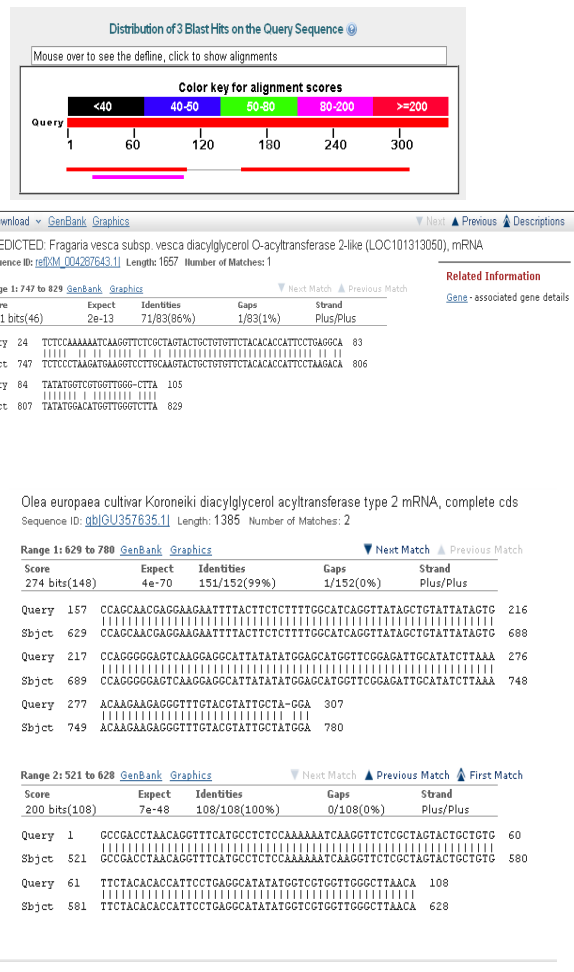 Distribution of 3 Blast Hits on the Query Sequence
Mouse over to see the defline, click to show alignments
Color key for alignment scores
<40 40-50 50-80 80-200 >=200
Query
1 60 120 180 240 300
wnload GenBank Graphics Next Previous Descriptions
EDICTED: Fragaria vesca subsp. vesca diacylglycerol O-acyltransferase 2-like (LOC101313050), mRNA
uence ID: ref|XM_004287643.1| Length: 1657 Number of Matches: 1
Related Information
Gene - associated gene details
ge 1: 747 to 829 GenBank Graphics Next Match Previous Match
re Expect Identities Gaps Strand
1 bits(46) 2e-13 71/83(86%) 1/83(1%) Plus/Plus
ry 24 TCTCCAAAAAATCAAGGTTCTCGCTAGTACTGCTGTGTTCTACACACCATTCCTGAGGCA 83
ct 747 TCTCCCTAAGATGAAGGTCCTTGCAAGTACTGCTGTGTTCTACACACCATTCCTAAGACA 806
ry 84 TATATGGTCGTGGTTGGG-CTTA 105
ct 807 TATATGGACATGGTTGGGTCTTA 829
Olea europaea cultivar Koroneiki diacylglycerol acyltransferase type 2 mRNA, complete cds
Sequence ID: gb|GU357635.1| Length: 1385 Number of Matches: 2
Range 1: 629 to 780 GenBank Graphics Next Match Previous Match
Score Expect Identities Gaps Strand
274 bits(148) 4e-70 151/152(99%) 1/152(0%) Plus/Plus
Query 157 CCAGCAACGAGGAAGAATTTTACTTCTCTTTTGGCATCAGGTTATAGCTGTATTATAGTG 216
Sbjct 629 CCAGCAACGAGGAAGAATTTTACTTCTCTTTTGGCATCAGGTTATAGCTGTATTATAGTG 688
Query 217 CCAGGGGGAGTCAAGGAGGCATTATATATGGAGCATGGTTCGGAGATTGCATATCTTAAA 276
Sbjct 689 CCAGGGGGAGTCAAGGAGGCATTATATATGGAGCATGGTTCGGAGATTGCATATCTTAAA 748
Query 277 ACAAGAAGAGGGTTTGTACGTATTGCTA-GGA 307
Sbjct 749 ACAAGAAGAGGGTTTGTACGTATTGCTATGGA 780
Range 2: 521 to 628 GenBank Graphics Next Match Previous Match First Match
Score Expect Identities Gaps Strand
200 bits(108) 7e-48 108/108(100%) 0/108(0%) Plus/Plus
Query 1 GCCGACCTAACAGGTTTCATGCCTCTCCAAAAAATCAAGGTTCTCGCTAGTACTGCTGTG 60
Sbjct 521 GCCGACCTAACAGGTTTCATGCCTCTCCAAAAAATCAAGGTTCTCGCTAGTACTGCTGTG 580
Query 61 TTCTACACACCATTCCTGAGGCATATATGGTCGTGGTTGGGCTTAACA 108
Sbjct 581 TTCTACACACCATTCCTGAGGCATATATGGTCGTGGTTGGGCTTAACA 628